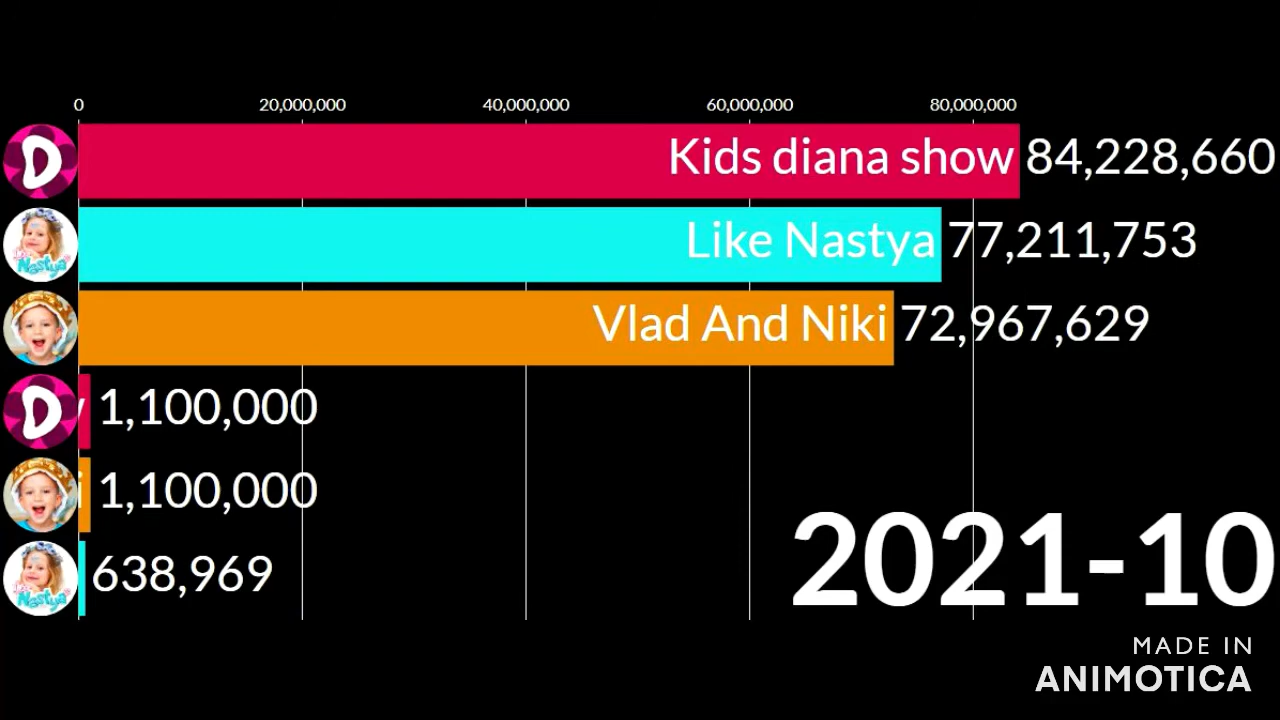 0 20,000,000 40,000,000 60,000,000 80,000,000
D Kids diana show 84,228,660
Nastya Like Nastya 77,211,753
Vlad And Niki 72,967,629
D 1,100,000
1,100,000
Nastya 638,969
2021-10
MADE IN
ANIMOTICA